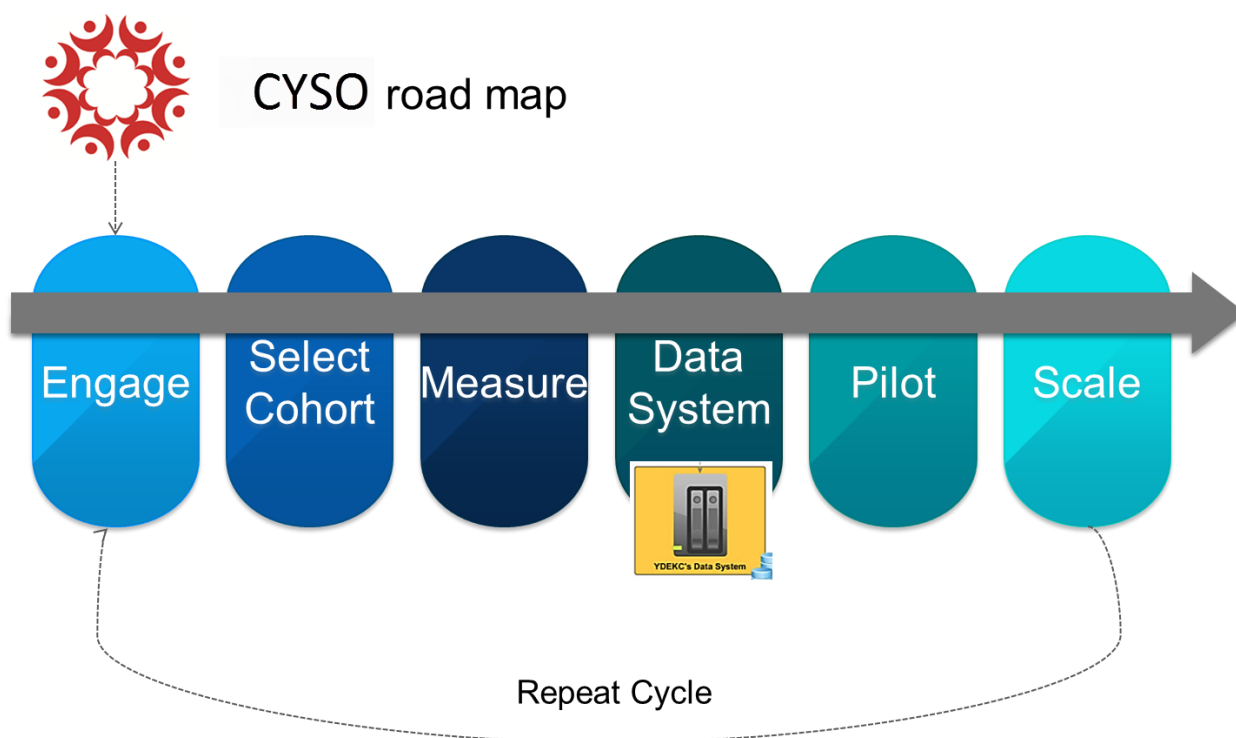 CYSO road map
Engage
Select
Cohort
Measure
Data
System
Pilot
Scale
YDEKC's Data System
Repeat Cycle